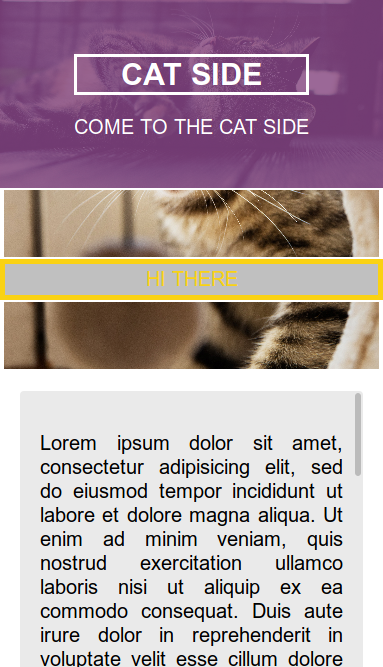 CAT SIDE
COME TO THE CAT SIDE
HI THERE
Lorem ipsum dolor sit amet,
consectetur adipisicing elit, sed
do eiusmod tempor incididunt ut
labore et dolore magna aliqua. Ut
enim ad minim veniam, quis
nostrud exercitation ullamco
laboris nisi ut aliquip ex ea
commodo consequat. Duis aute
irure dolor in reprehenderit in
voluptate velit esse cillum dolore